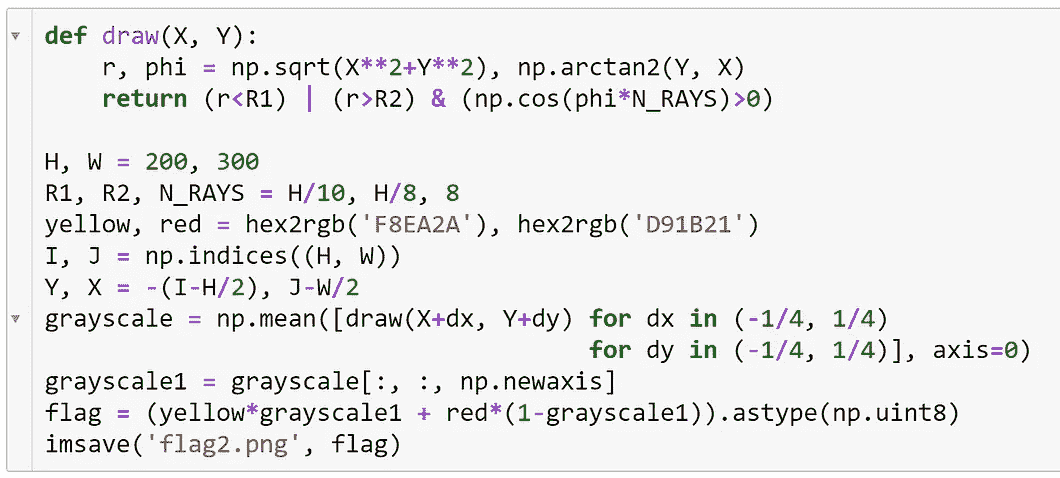 def draw(X, Y):
    r, phi = np.sqrt(X**2+Y**2), np.arctan2(Y, X)
    return (r<R1) | (r>R2) & (np.cos(phi*N_RAYS)>0)

H, W = 200, 300
R1, R2, N_RAYS = H/10, H/8, 8
yellow, red = hex2rgb('F8EA2A'), hex2rgb('D91B21')
I, J = np.indices((H, W))
Y, X = -(I-H/2), J-W/2
grayscale = np.mean([draw(X+dx, Y+dy) for dx in (-1/4, 1/4)
                                      for dy in (-1/4, 1/4)], axis=0)
grayscale1 = grayscale[:, :, np.newaxis]
flag = (yellow*grayscale1 + red*(1-grayscale1)).astype(np.uint8)
imsave('flag2.png', flag)